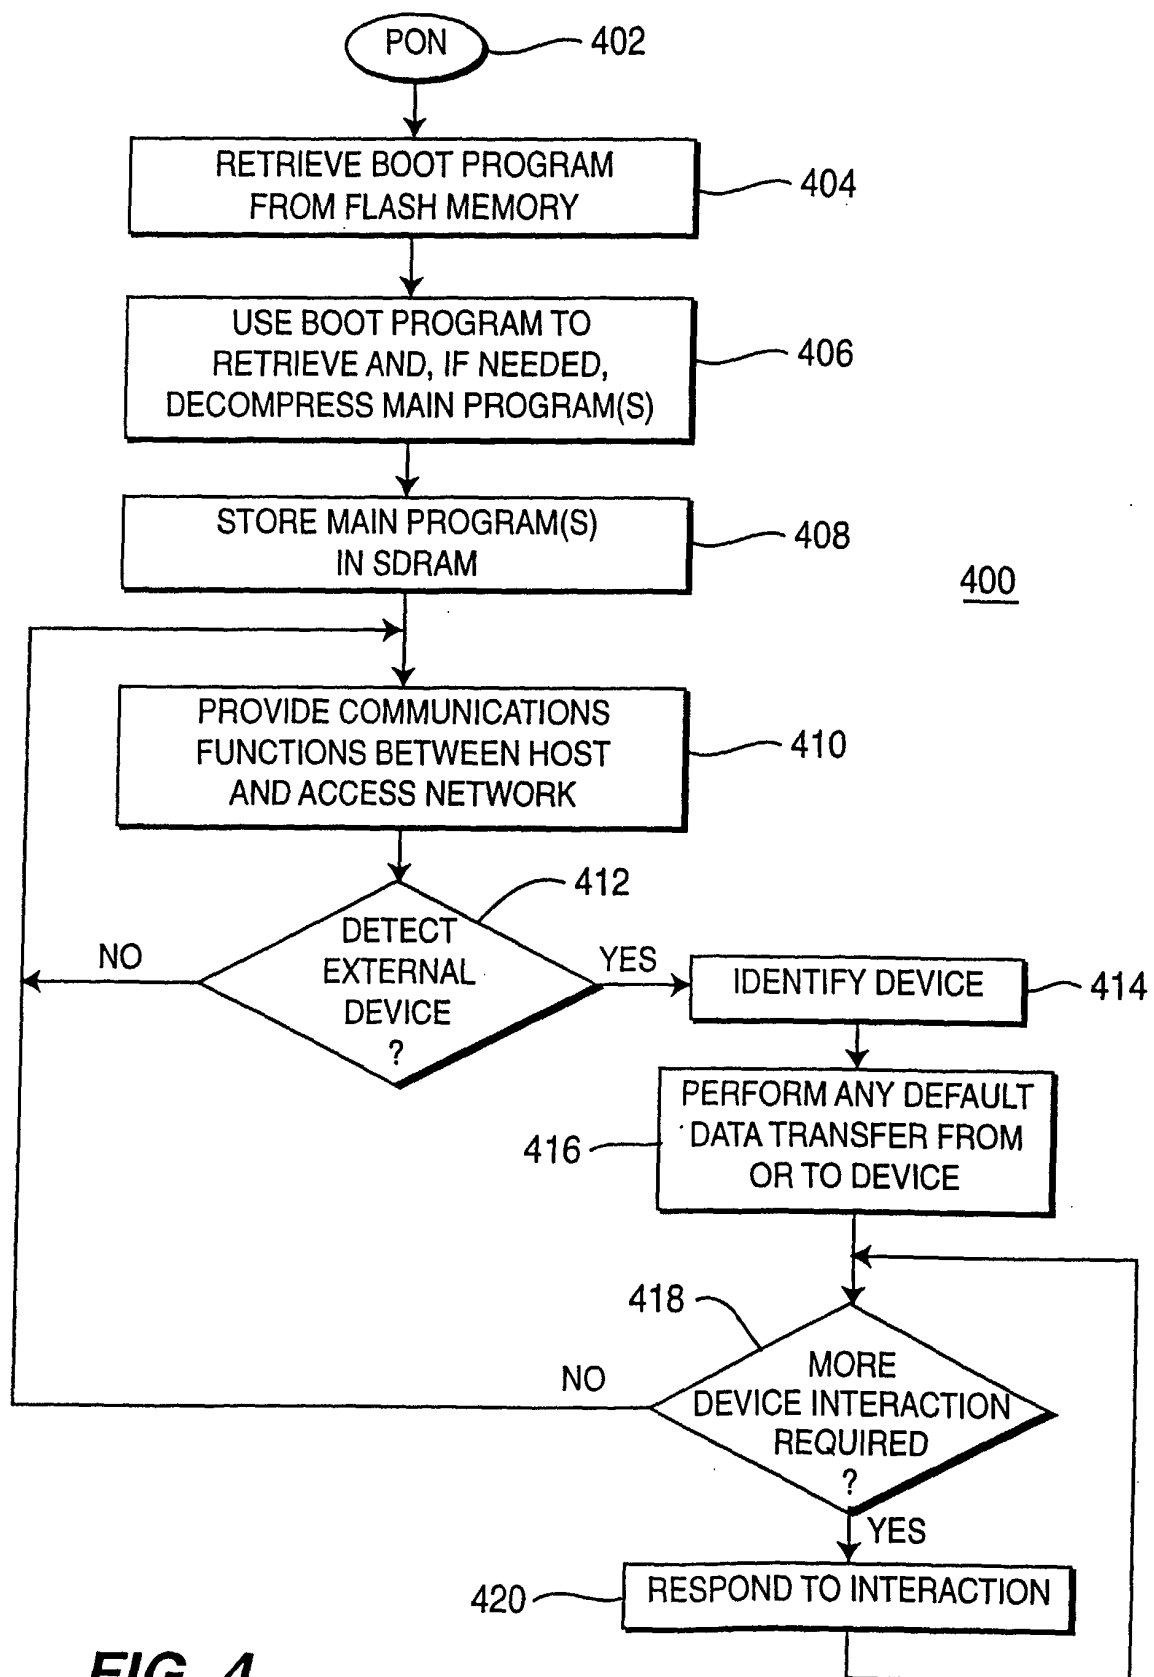 PON
402
RETRIEVE BOOT PROGRAM
FROM FLASH MEMORY
404
USE BOOT PROGRAM TO
RETRIEVE AND, IF NEEDED,
DECOMPRESS MAIN PROGRAM(S)
406
STORE MAIN PROGRAM(S)
IN SDRAM
408
400
PROVIDE COMMUNICATIONS
FUNCTIONS BETWEEN HOST
AND ACCESS NETWORK
410
412
DETECT
EXTERNAL
DEVICE
?
NO
YES
IDENTIFY DEVICE
414
PERFORM ANY DEFAULT
DATA TRANSFER FROM
OR TO DEVICE
416
418
MORE
DEVICE INTERACTION
REQUIRED
?
NO
YES
RESPOND TO INTERACTION
420
FIG. 4